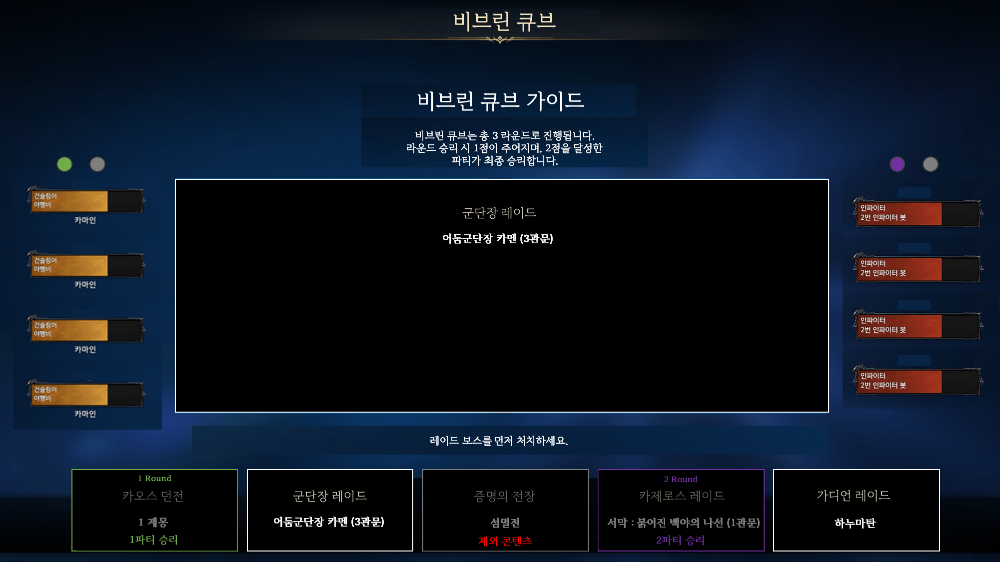 비브린 큐브
비브린 큐브 가이드
비브린 큐브는 총 3 라운드로 진행됩니다.
라운드 승리 시 1점이 주어지며, 2점을 달성한
파티가 최종 승리합니다.
건슬링어
야행비
카마인
건슬링어
야행비
카마인
건슬링어
야행비
카마인
건슬링어
야행비
카마인
군단장 레이드
어둠군단장 카멘 (3관문)
인파이터
2번 인파이터 봇
인파이터
2번 인파이터 봇
인파이터
2번 인파이터 봇
인파이터
2번 인파이터 봇
레이드 보스를 먼저 처치하세요.
1 Round
카오스 던전
1 계몽
1파티 승리
군단장 레이드
어둠군단장 카멘 (3관문)
증명의 전장
섬멸전
제외 콘텐츠
2 Round
카제로스 레이드
서막 : 붉어진 백야의 나선 (1관문)
2파티 승리
가디언 레이드
하누마탄